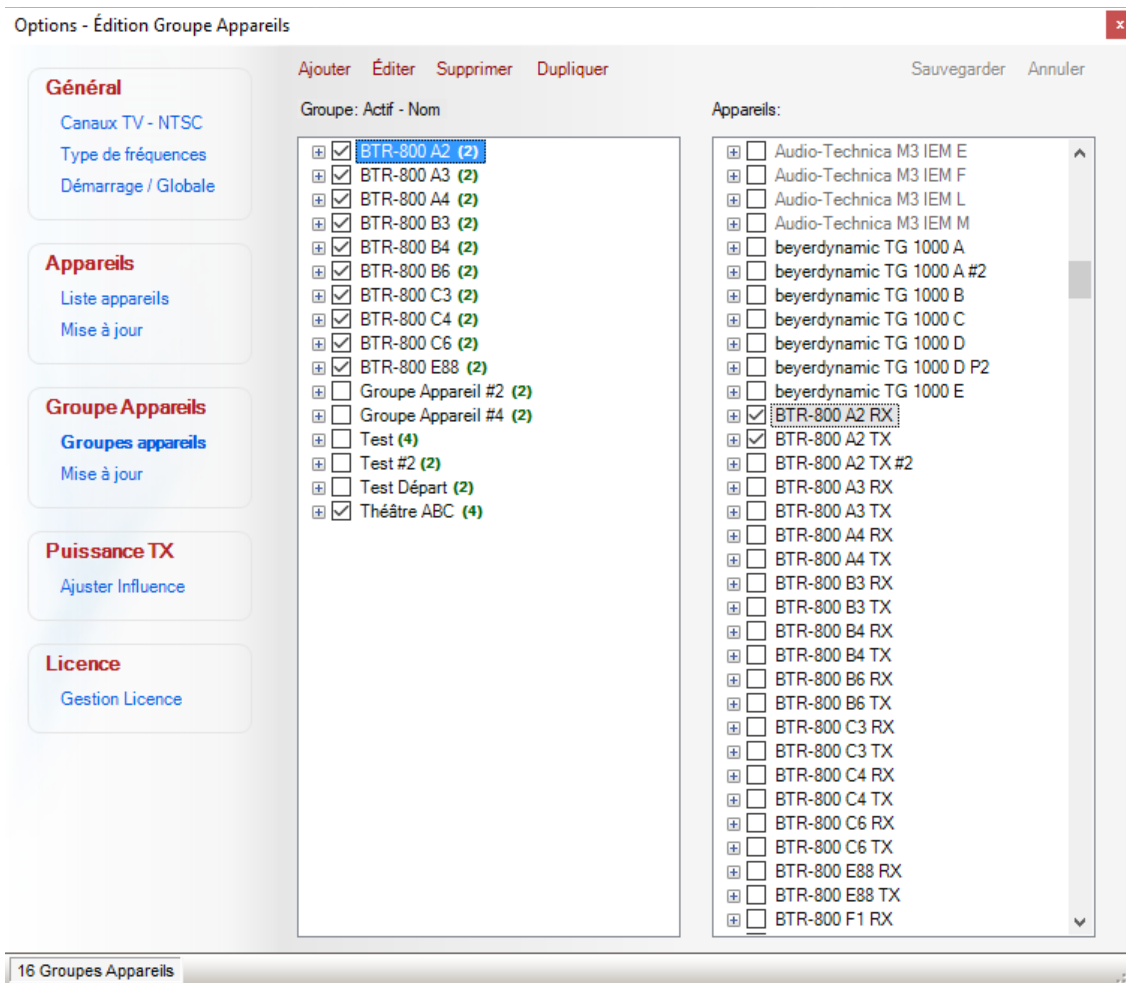 Options - Édition Groupe Appareils
x
Général
Canaux TV - NTSC
Type de fréquences
Démarrage / Globale
Appareils
Liste appareils
Mise à jour
Groupe Appareils
Groupes appareils
Mise à jour
Puissance TX
Ajuster Influence
Licence
Gestion Licence
Ajouter Éditer Supprimer Dupliquer
Sauvegarder Annuler
Groupe: Actif - Nom
BTR-800 A2 (2)
BTR-800 A3 (2)
BTR-800 A4 (2)
BTR-800 B3 (2)
BTR-800 B4 (2)
BTR-800 B6 (2)
BTR-800 C3 (2)
BTR-800 C4 (2)
BTR-800 C6 (2)
BTR-800 E88 (2)
Groupe Appareil #2 (2)
Groupe Appareil #4 (2)
Test (4)
Test #2 (2)
Test Départ (2)
Théâtre ABC (4)
Appareils:
Audio-Technica M3 IEM E
Audio-Technica M3 IEM F
Audio-Technica M3 IEM L
Audio-Technica M3 IEM M
beyerdynamic TG 1000 A
beyerdynamic TG 1000 A #2
beyerdynamic TG 1000 B
beyerdynamic TG 1000 C
beyerdynamic TG 1000 D
beyerdynamic TG 1000 D P2
beyerdynamic TG 1000 E
BTR-800 A2 RX
BTR-800 A2 TX
BTR-800 A2 TX #2
BTR-800 A3 RX
BTR-800 A3 TX
BTR-800 A4 RX
BTR-800 A4 TX
BTR-800 B3 RX
BTR-800 B3 TX
BTR-800 B4 RX
BTR-800 B4 TX
BTR-800 B6 RX
BTR-800 B6 TX
BTR-800 C3 RX
BTR-800 C3 TX
BTR-800 C4 RX
BTR-800 C4 TX
BTR-800 C6 RX
BTR-800 C6 TX
BTR-800 E88 RX
BTR-800 E88 TX
BTR-800 F1 RX
16 Groupes Appareils